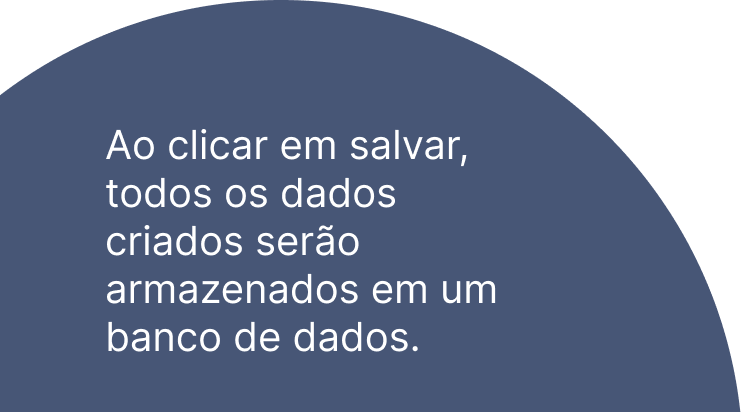 Ao clicar em salvar,
todos os dados
criados serão
armazenados em um
banco de dados.